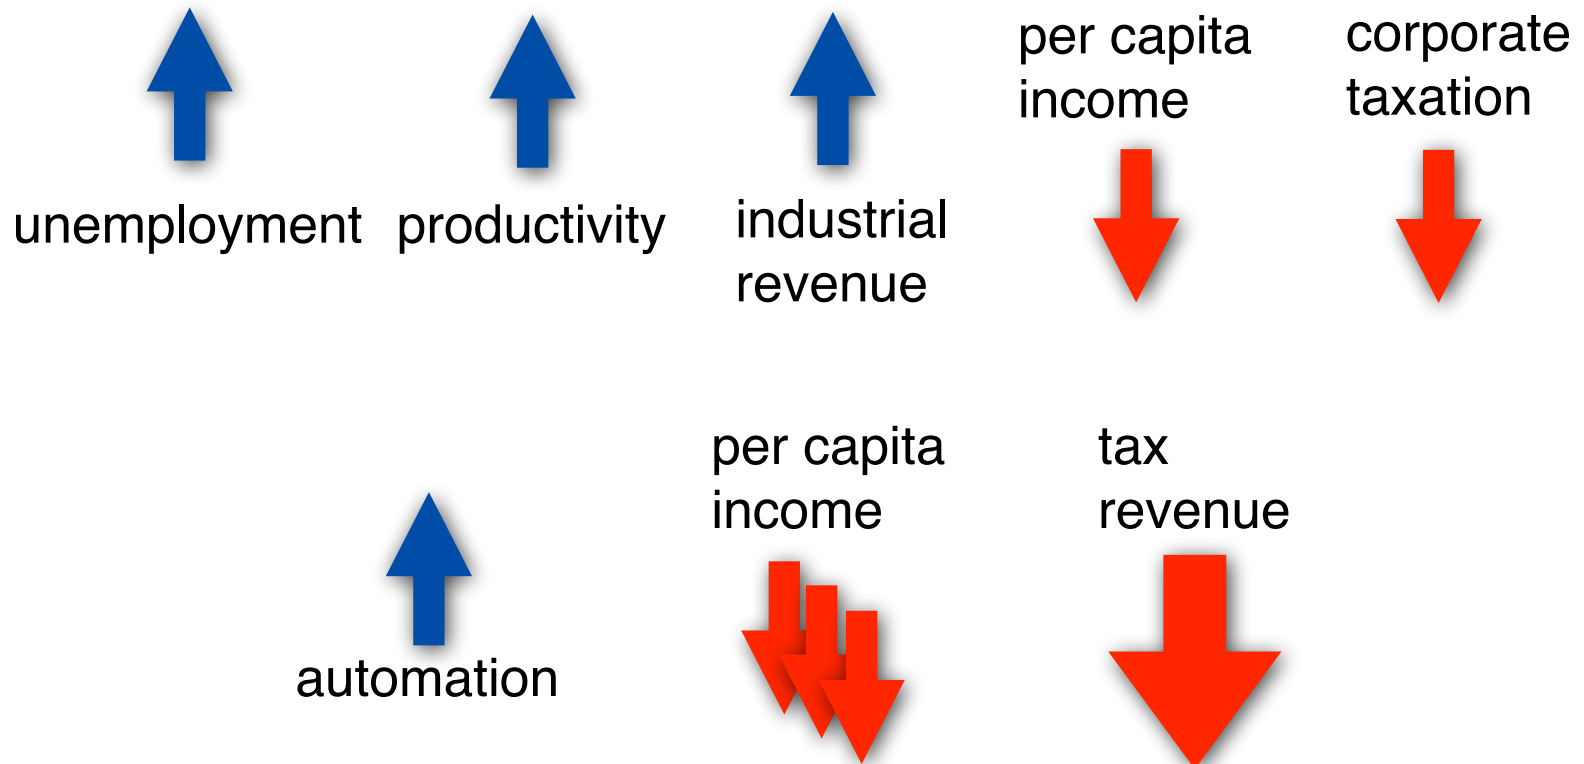 per capita
income
corporate
taxation
unemployment
productivity
industrial
revenue
per capita
income
tax
revenue
automation